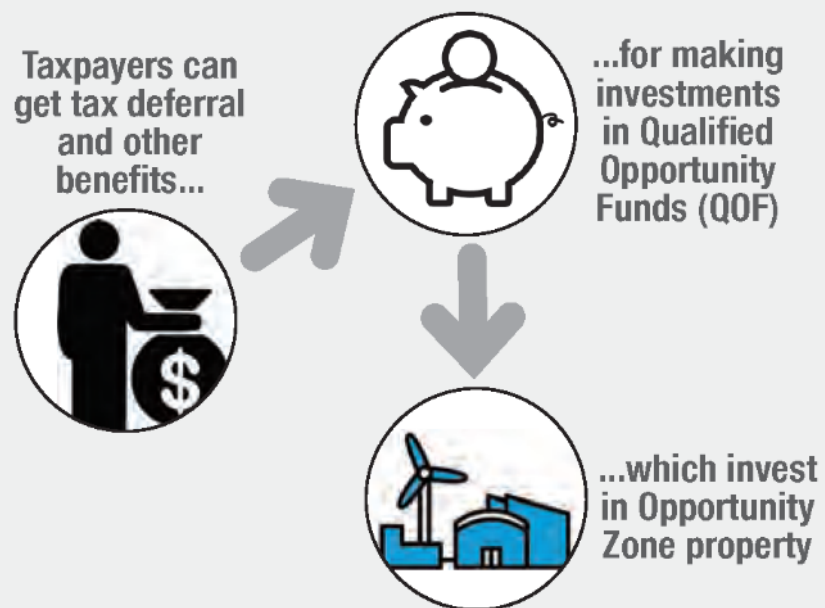 Taxpayers can
get tax deferral
and other
benefits...
...for making
investments
in Qualified
Opportunity
Funds (QOF)
$
...which invest
in Opportunity
Zone property